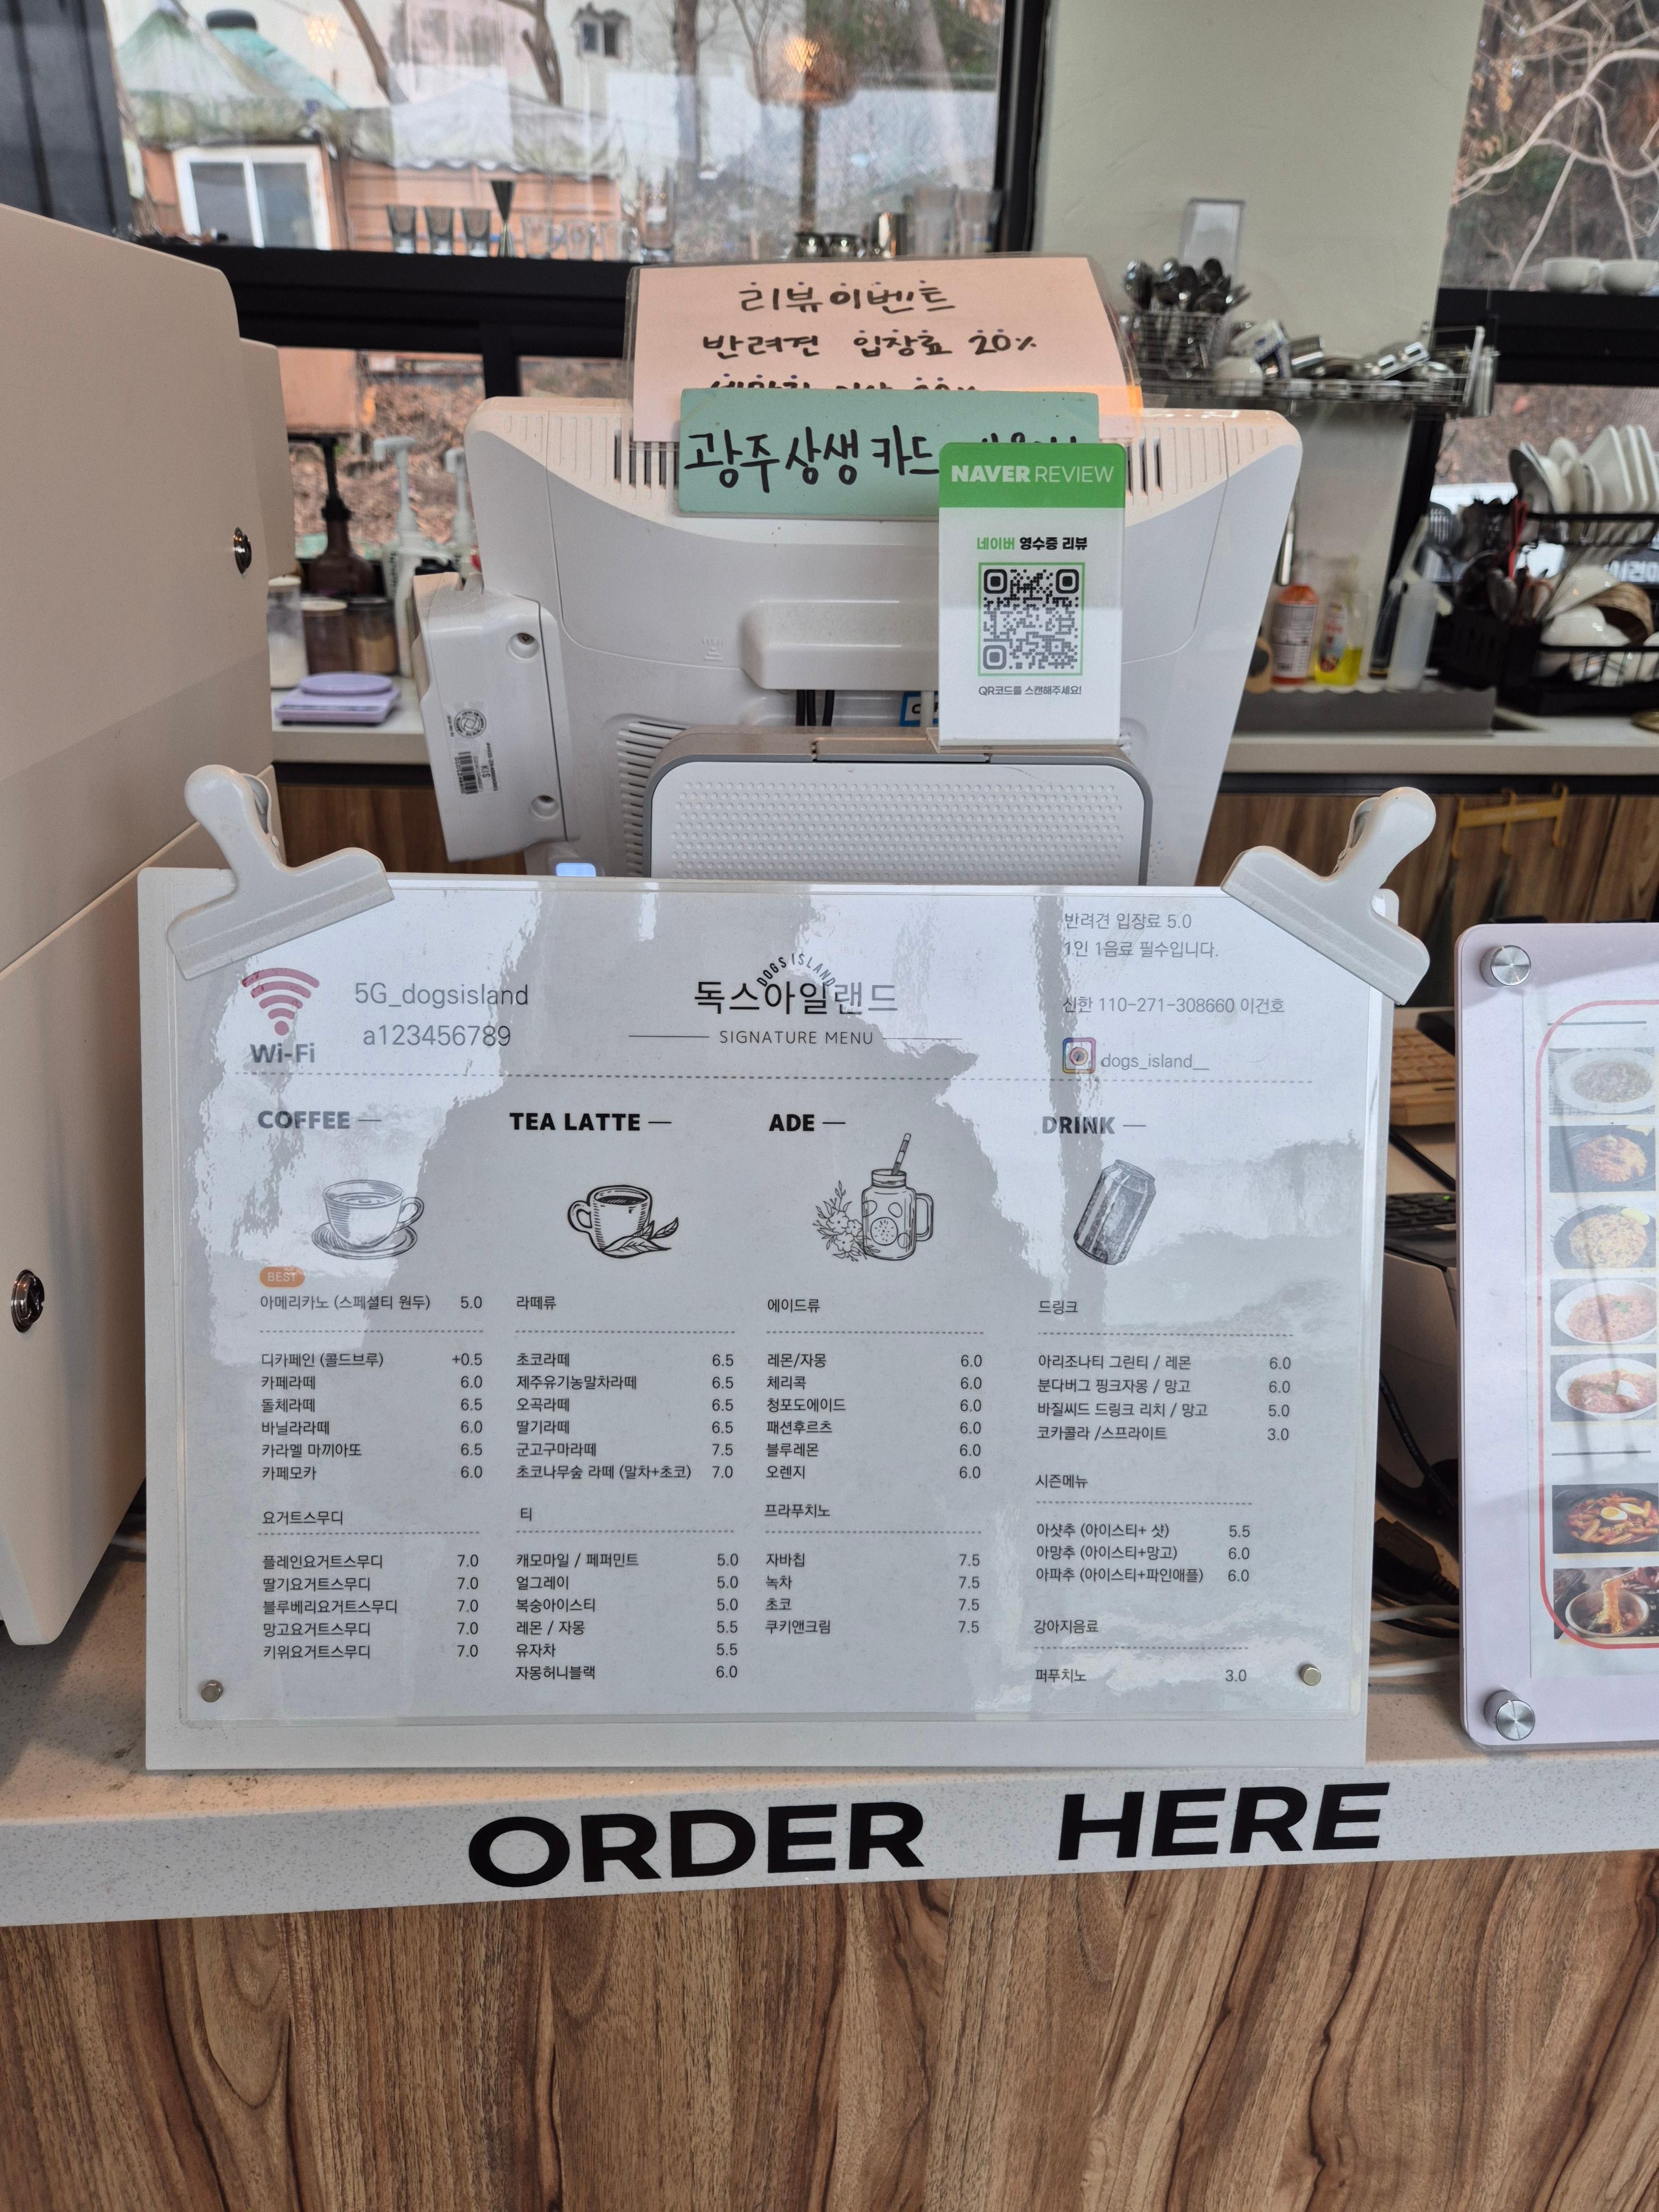 리뷰이벤트
반려견 입장료 20%
광주상생카드
NAVER REVIEW
네이버 영수증 리뷰
QR코드를 스캔해주세요!
반려견 입장료 5.0
1인 1음료 필수입니다.
신한 110-271-308660 이건호
dogs_island__
Wi-Fi
5G_dogsisland
a123456789
DOGS ISLAND
독스아일랜드
SIGNATURE MENU
COFFEE
BEST
아메리카노 (스페셜티 원두) 5.0
디카페인 (콜드브루) +0.5
카페라떼 6.0
돌체라떼 6.5
바닐라라떼 6.0
카라멜 마끼아또 6.5
카페모카 6.0
요거트스무디
플레인요거트스무디 7.0
딸기요거트스무디 7.0
블루베리요거트스무디 7.0
망고요거트스무디 7.0
키위요거트스무디 7.0
TEA LATTE
라떼류
초코라떼 6.5
제주유기농말차라떼 6.5
오곡라떼 6.5
딸기라떼 6.5
군고구마라떼 7.5
초코나무숲 라떼 (말차+초코) 7.0
티
캐모마일 / 페퍼민트 5.0
얼그레이 5.0
복숭아이스티 5.0
레몬 / 자몽 5.5
유자차 5.5
자몽허니블랙 6.0
ADE
에이드류
레몬/자몽 6.0
체리콕 6.0
청포도에이드 6.0
패션후르츠 6.0
블루레몬 6.0
오렌지 6.0
프라푸치노
자바칩 7.5
녹차 7.5
초코 7.5
쿠키앤크림 7.5
DRINK
드링크
아리조나티 그린티 / 레몬 6.0
분다버그 핑크자몽 / 망고 6.0
바질씨드 드링크 리치 / 망고 5.0
코카콜라 /스프라이트 3.0
시즌메뉴
아샷추 (아이스티+ 샷) 5.5
아망추 (아이스티+망고) 6.0
아파추 (아이스티+파인애플) 6.0
강아지음료
퍼푸치노 3.0
ORDER HERE